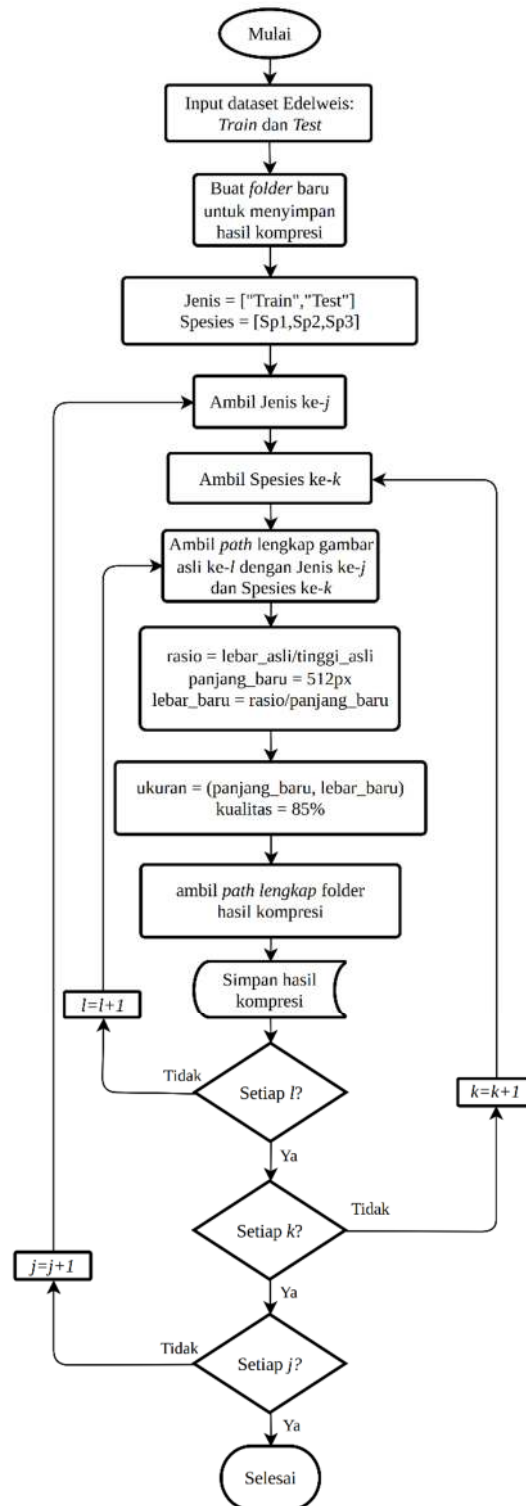 Mulai
Input dataset Edelweis:
Train dan Test
Buat folder baru
untuk menyimpan
hasil kompresi
Jenis = ["Train","Test"]
Spesies = [Sp1,Sp2,Sp3]
Ambil Jenis ke-j
Ambil Spesies ke-k
Ambil path lengkap gambar
asli ke-l dengan Jenis ke-j
dan Spesies ke-k
rasio = lebar_asli/tinggi_asli
panjang_baru = 512px
lebar_baru = rasio/panjang_baru
ukuran = (panjang_baru, lebar_baru)
kualitas = 85%
ambil path lengkap folder
hasil kompresi
Simpan hasil
kompresi
l=l+1
Tidak
Setiap l?
k=k+1
Ya
Setiap k?
Tidak
j=j+1
Ya
Tidak
Setiap j?
Ya
Selesai